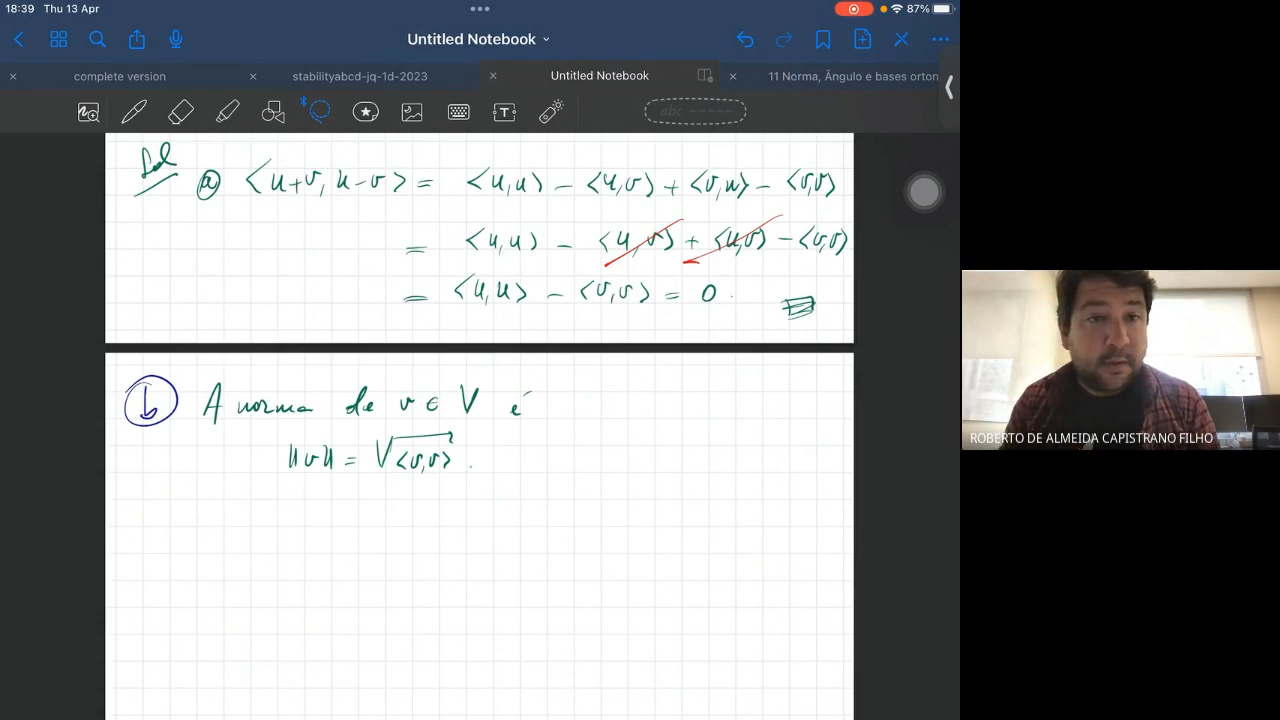 18:39 Thu 13 Apr
87%
Untitled Notebook
complete version
stabilityabcd-jq-1d-2023
Untitled Notebook
11 Norma, Ângulo e bases orton
abc
Sol
a) <u+v, u-v> = <u,u> - <u,v> + <v,u> - <v,v>
= <u,u> - <u,v> + <u,v> - <v,v>
= <u,u> - <v,v> = 0.
b A norma de v ∈ V é
||v|| = √<v,v>.
ROBERTO DE ALMEIDA CAPISTRANO FILHO